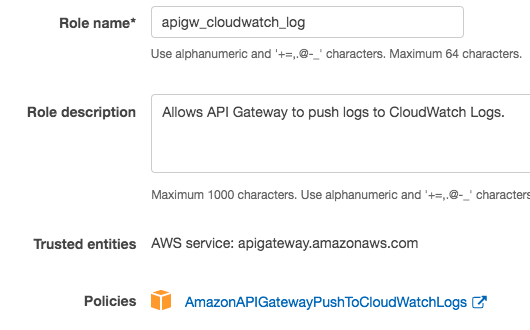 Role name* apigw_cloudwatch_log
Use alphanumeric and '+=,.@-_' characters. Maximum 64 characters.
Role description Allows API Gateway to push logs to CloudWatch Logs.
Maximum 1000 characters. Use alphanumeric and '+=,.@-_' characters
Trusted entities AWS service: apigateway.amazonaws.com
Policies AmazonAPIGatewayPushToCloudWatchLogs